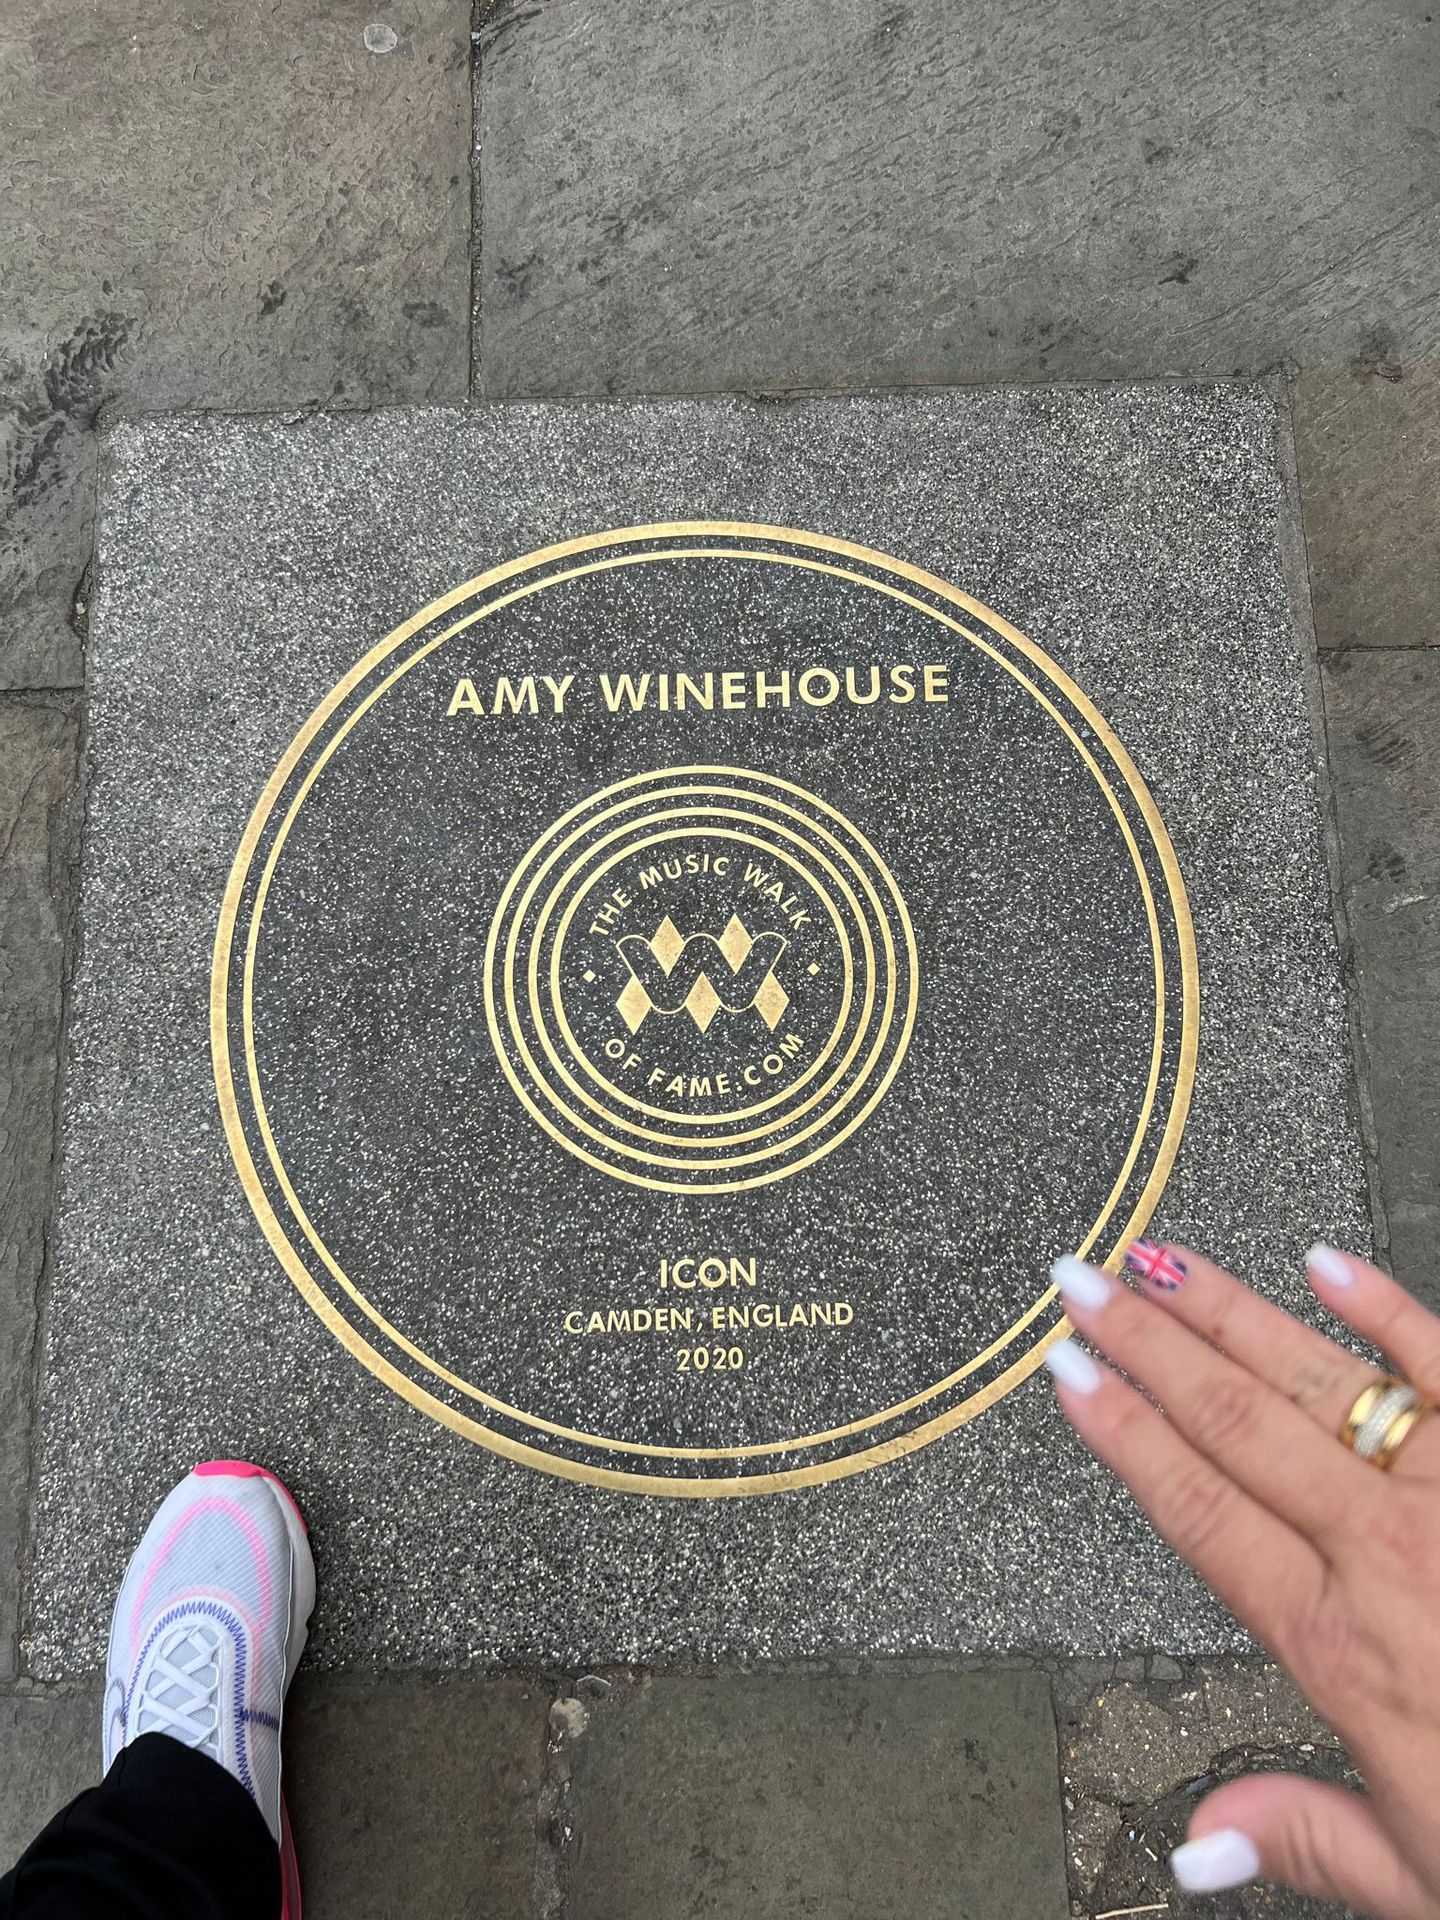 AMY WINEHOUSE
THE MUSIC WALK
OF FAME.COM
ICON
CAMDEN, ENGLAND
2020